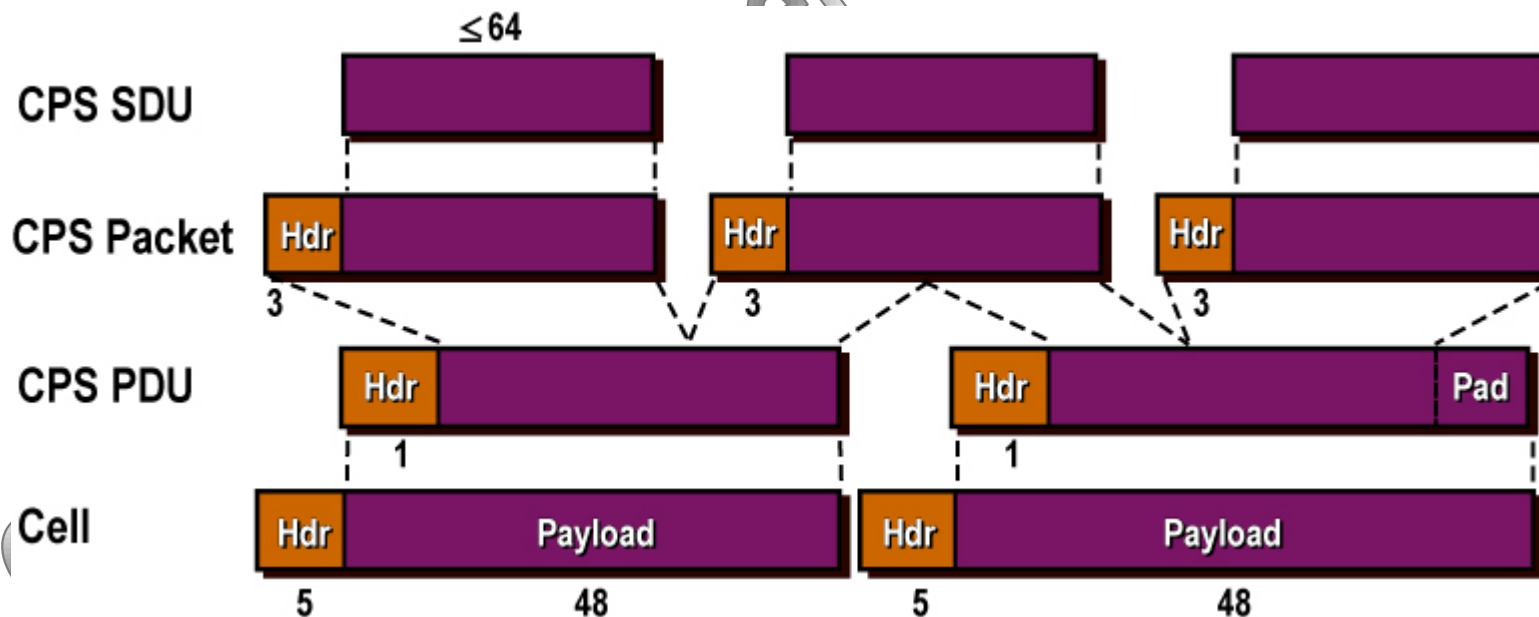 ≤64
CPS SDU
CPS Packet Hdr Hdr Hdr
3 3 3
CPS PDU Hdr Hdr Pad
1 1
Cell Hdr Payload Hdr Payload
5 48 5 48